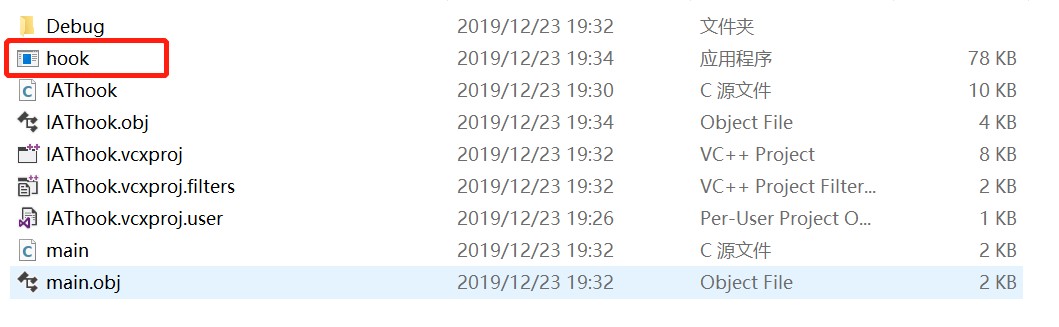 Debug 2019/12/23 19:32 文件夹
hook 2019/12/23 19:34 应用程序 78 KB
IAThook 2019/12/23 19:30 C 源文件 10 KB
IAThook.obj 2019/12/23 19:34 Object File 4 KB
IAThook.vcxproj 2019/12/23 19:32 VC++ Project 8 KB
IAThook.vcxproj.filters 2019/12/23 19:32 VC++ Project Filter... 2 KB
IAThook.vcxproj.user 2019/12/23 19:26 Per-User Project O... 1 KB
main 2019/12/23 19:32 C 源文件 2 KB
main.obj 2019/12/23 19:32 Object File 2 KB